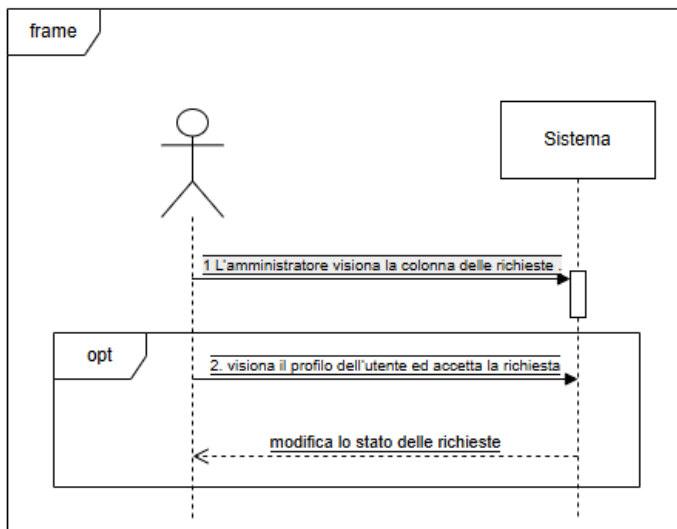 frame
Sistema
1 L'amministratore visiona la colonna delle richieste .
opt
2. visiona il profilo dell'utente ed accetta la richiesta
modifica lo stato delle richieste